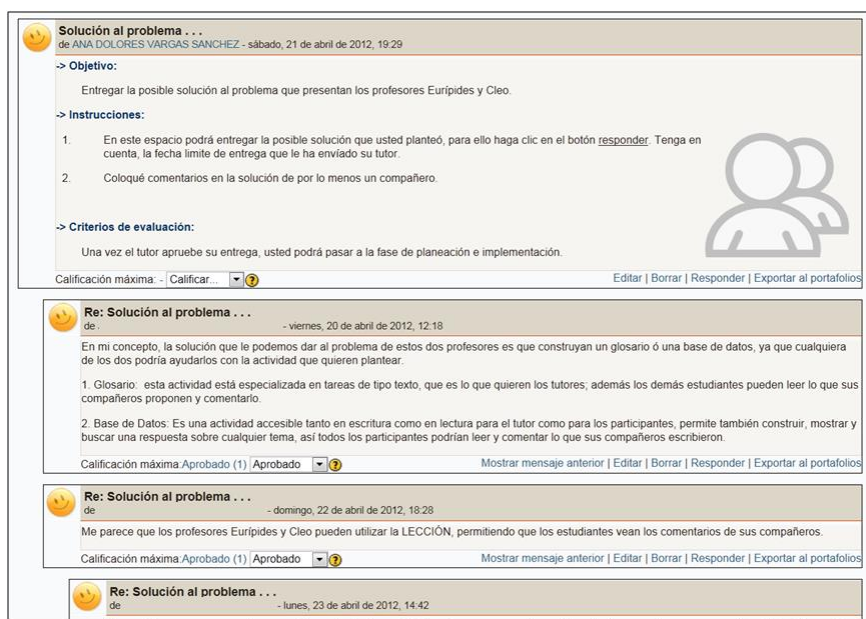 Solución al problema . . .
de ANA DOLORES VARGAS SANCHEZ - sábado, 21 de abril de 2012, 19:29
-> Objetivo:
Entregar la posible solución al problema que presentan los profesores Eurípides y Cleo.
-> Instrucciones:
1. En este espacio podrá entregar la posible solución que usted planteó, para ello haga clic en el botón responder. Tenga en
cuenta, la fecha limite de entrega que le ha envíado su tutor.
2. Coloqué comentarios en la solución de por lo menos un compañero.
-> Criterios de evaluación:
Una vez el tutor apruebe su entrega, usted podrá pasar a la fase de planeación e implementación.
Calificación máxima: - Calificar... Editar | Borrar | Responder | Exportar al portafolios
Re: Solución al problema . . .
de . - viernes, 20 de abril de 2012, 12:18
En mi concepto, la solución que le podemos dar al problema de estos dos profesores es que construyan un glosario ó una base de datos, ya que cualquiera
de los dos podría ayudarlos con la actividad que quieren plantear.
1. Glosario: esta actividad está especializada en tareas de tipo texto, que es lo que quieren los tutores; además los demás estudiantes pueden leer lo que sus
compañeros proponen y comentarlo.
2. Base de Datos: Es una actividad accesible tanto en escritura como en lectura para el tutor como para los participantes, permite también construir, mostrar y
buscar una respuesta sobre cualquier tema, así todos los participantes podrían leer y comentar lo que sus compañeros escribieron.
Calificación máxima:Aprobado (1) Aprobado Mostrar mensaje anterior | Editar | Borrar | Responder | Exportar al portafolios
Re: Solución al problema . . .
de - domingo, 22 de abril de 2012, 18:28
Me parece que los profesores Eurípides y Cleo pueden utilizar la LECCIÓN, permitiendo que los estudiantes vean los comentarios de sus compañeros.
Calificación máxima:Aprobado (1) Aprobado Mostrar mensaje anterior | Editar | Borrar | Responder | Exportar al portafolios
Re: Solución al problema . . .
de - lunes, 23 de abril de 2012, 14:42